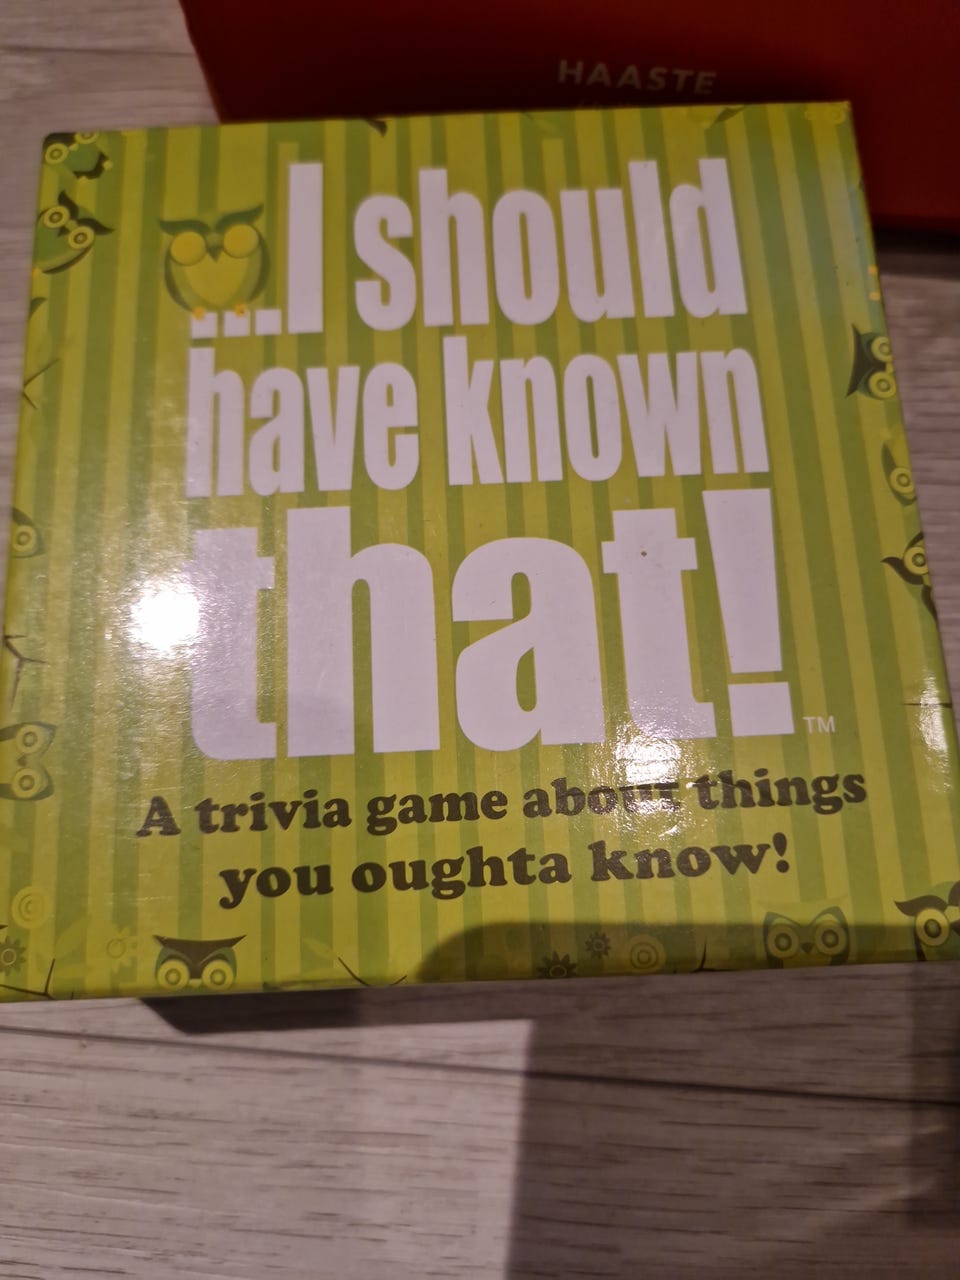 HAASTE
...I should
have known
that!™
A trivia game about things
you oughta know!